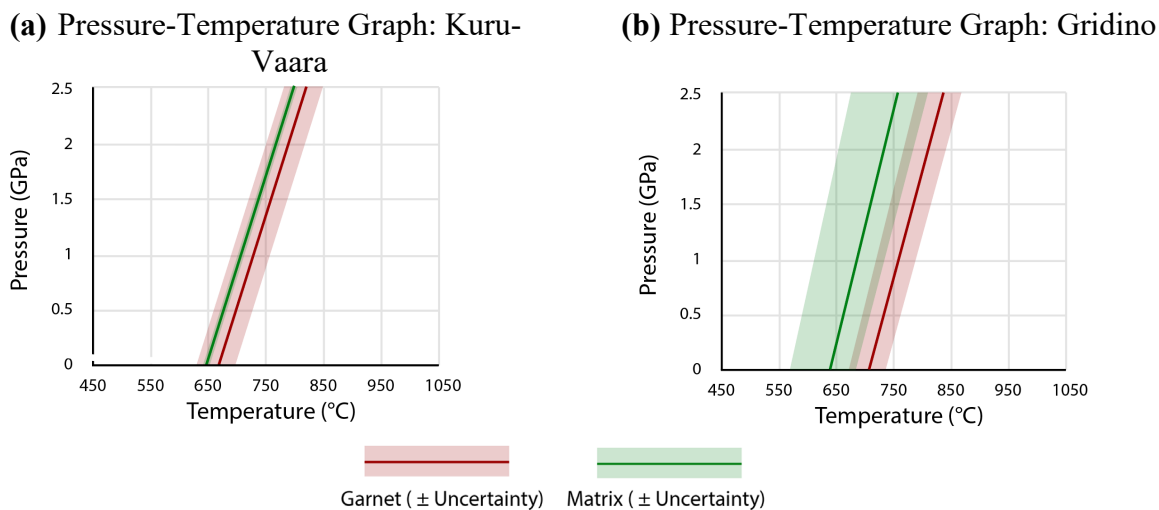 (a) Pressure-Temperature Graph: Kuru-
Vaara
2.5
2
1.5
1
0.5
0
Pressure (GPa)
450 550 650 750 850 950 1050
Temperature (°C)
(b) Pressure-Temperature Graph: Gridino
2.5
2
1.5
1
0.5
0
Pressure (GPa)
450 550 650 750 850 950 1050
Temperature (°C)
Garnet ( ± Uncertainty)
Matrix ( ± Uncertainty)